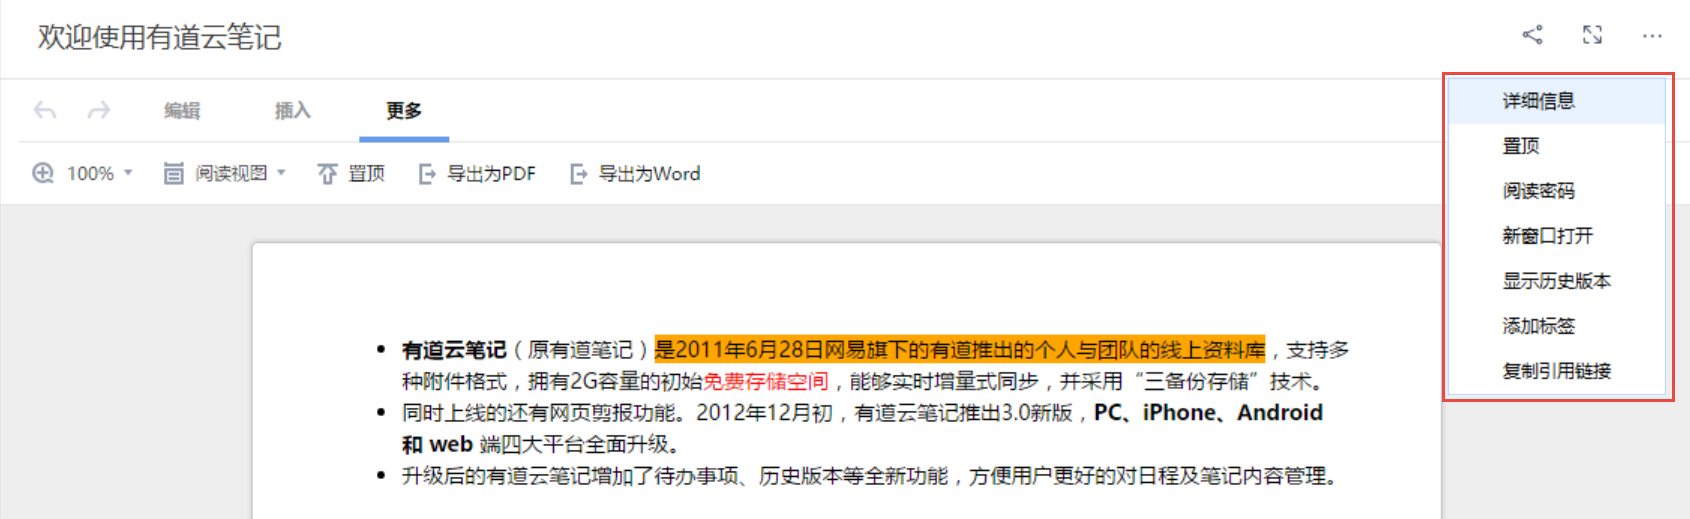 欢迎使用有道云笔记
编辑 插入 更多
100% 阅读视图 置顶 导出为PDF 导出为Word
详细信息
置顶
阅读密码
新窗口打开
显示历史版本
添加标签
复制引用链接
有道云笔记（原有道笔记）是2011年6月28日网易旗下的有道推出的个人与团队的线上资料库，支持多
种附件格式，拥有2G容量的初始免费存储空间，能够实时增量式同步，并采用“三备份存储”技术。
同时上线的还有网页剪报功能。2012年12月初，有道云笔记推出3.0新版，PC、iPhone、Android
和 web 端四大平台全面升级。
升级后的有道云笔记增加了待办事项、历史版本等全新功能，方便用户更好的对日程及笔记内容管理。